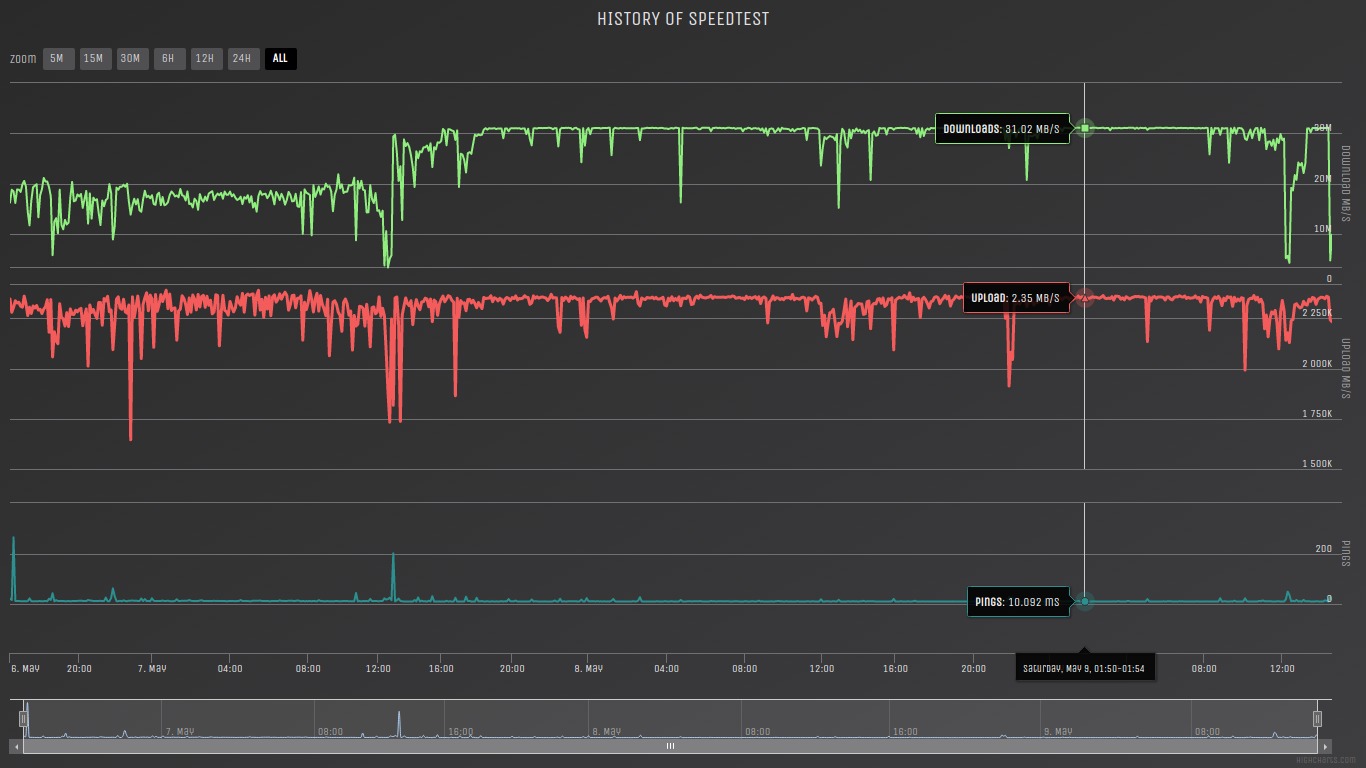 HISTORY OF SPEEDTEST
Zoom 5M 15M 30M 6H 12H 24H ALL
Downloads: 31.02 MB/S
30M
20M
10M
0
Download MB/S
Upload: 2.35 MB/S
2 250K
2 000K
1 750K
1 500K
Upload MB/S
200
0
Pings
Pings: 10.092 ms
6. May 20:00 7. May 04:00 08:00 12:00 16:00 20:00 8. May 04:00 08:00 12:00 16:00 20:00 08:00 12:00
Saturday, May 9, 01:50-01:54
7. May 08:00 16:00 8. May 08:00 16:00 9. May 08:00
Highcharts.com